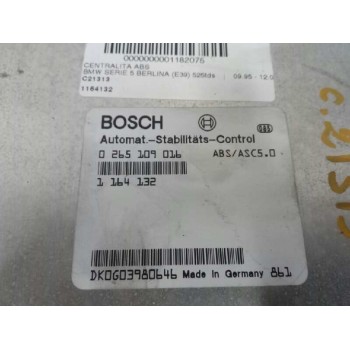 0000000001182075
CENTRALITA ABS
BMW SERIE 5 BERLINA (E39) 525tds 09.95 - 12.0
C21313
1164132
BOSCH
Automat.-Stabilitäts-Control
0 265 109 016 ABS/ASC5.0
1 164 132
DK0G03980646 Made in Germany 861